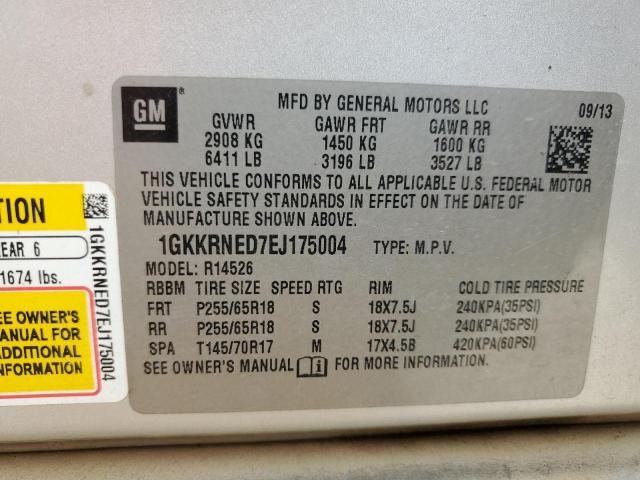 GM ®
MFD BY GENERAL MOTORS LLC 09/13
GVWR GAWR FRT GAWR RR
2908 KG 1450 KG 1600 KG
6411 LB 3196 LB 3527 LB
THIS VEHICLE CONFORMS TO ALL APPLICABLE U.S. FEDERAL MOTOR
VEHICLE SAFETY STANDARDS IN EFFECT ON THE DATE OF
MANUFACTURE SHOWN ABOVE.
1GKKRNED7EJ175004 TYPE: M.P.V.
MODEL: R14526
RBBM TIRE SIZE SPEED RTG RIM COLD TIRE PRESSURE
FRT P255/65R18 S 18X7.5J 240KPA(35PSI)
RR P255/65R18 S 18X7.5J 240KPA(35PSI)
SPA T145/70R17 M 17X4.5B 420KPA(60PSI)
SEE OWNER'S MANUAL i FOR MORE INFORMATION.
TION
EAR 6
1674 lbs.
EE OWNER'S
ANUAL FOR
ADDITIONAL
NFORMATION
1GKKRNED7EJ175004